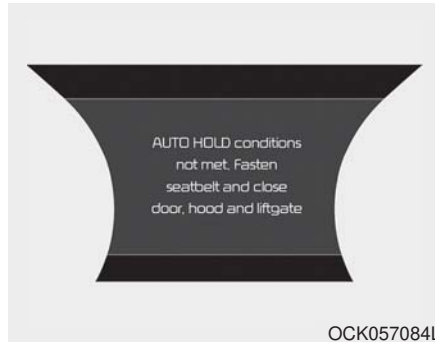 AUTO HOLD conditions
not met. Fasten
seatbelt and close
door, hood and liftgate
OCK057084L